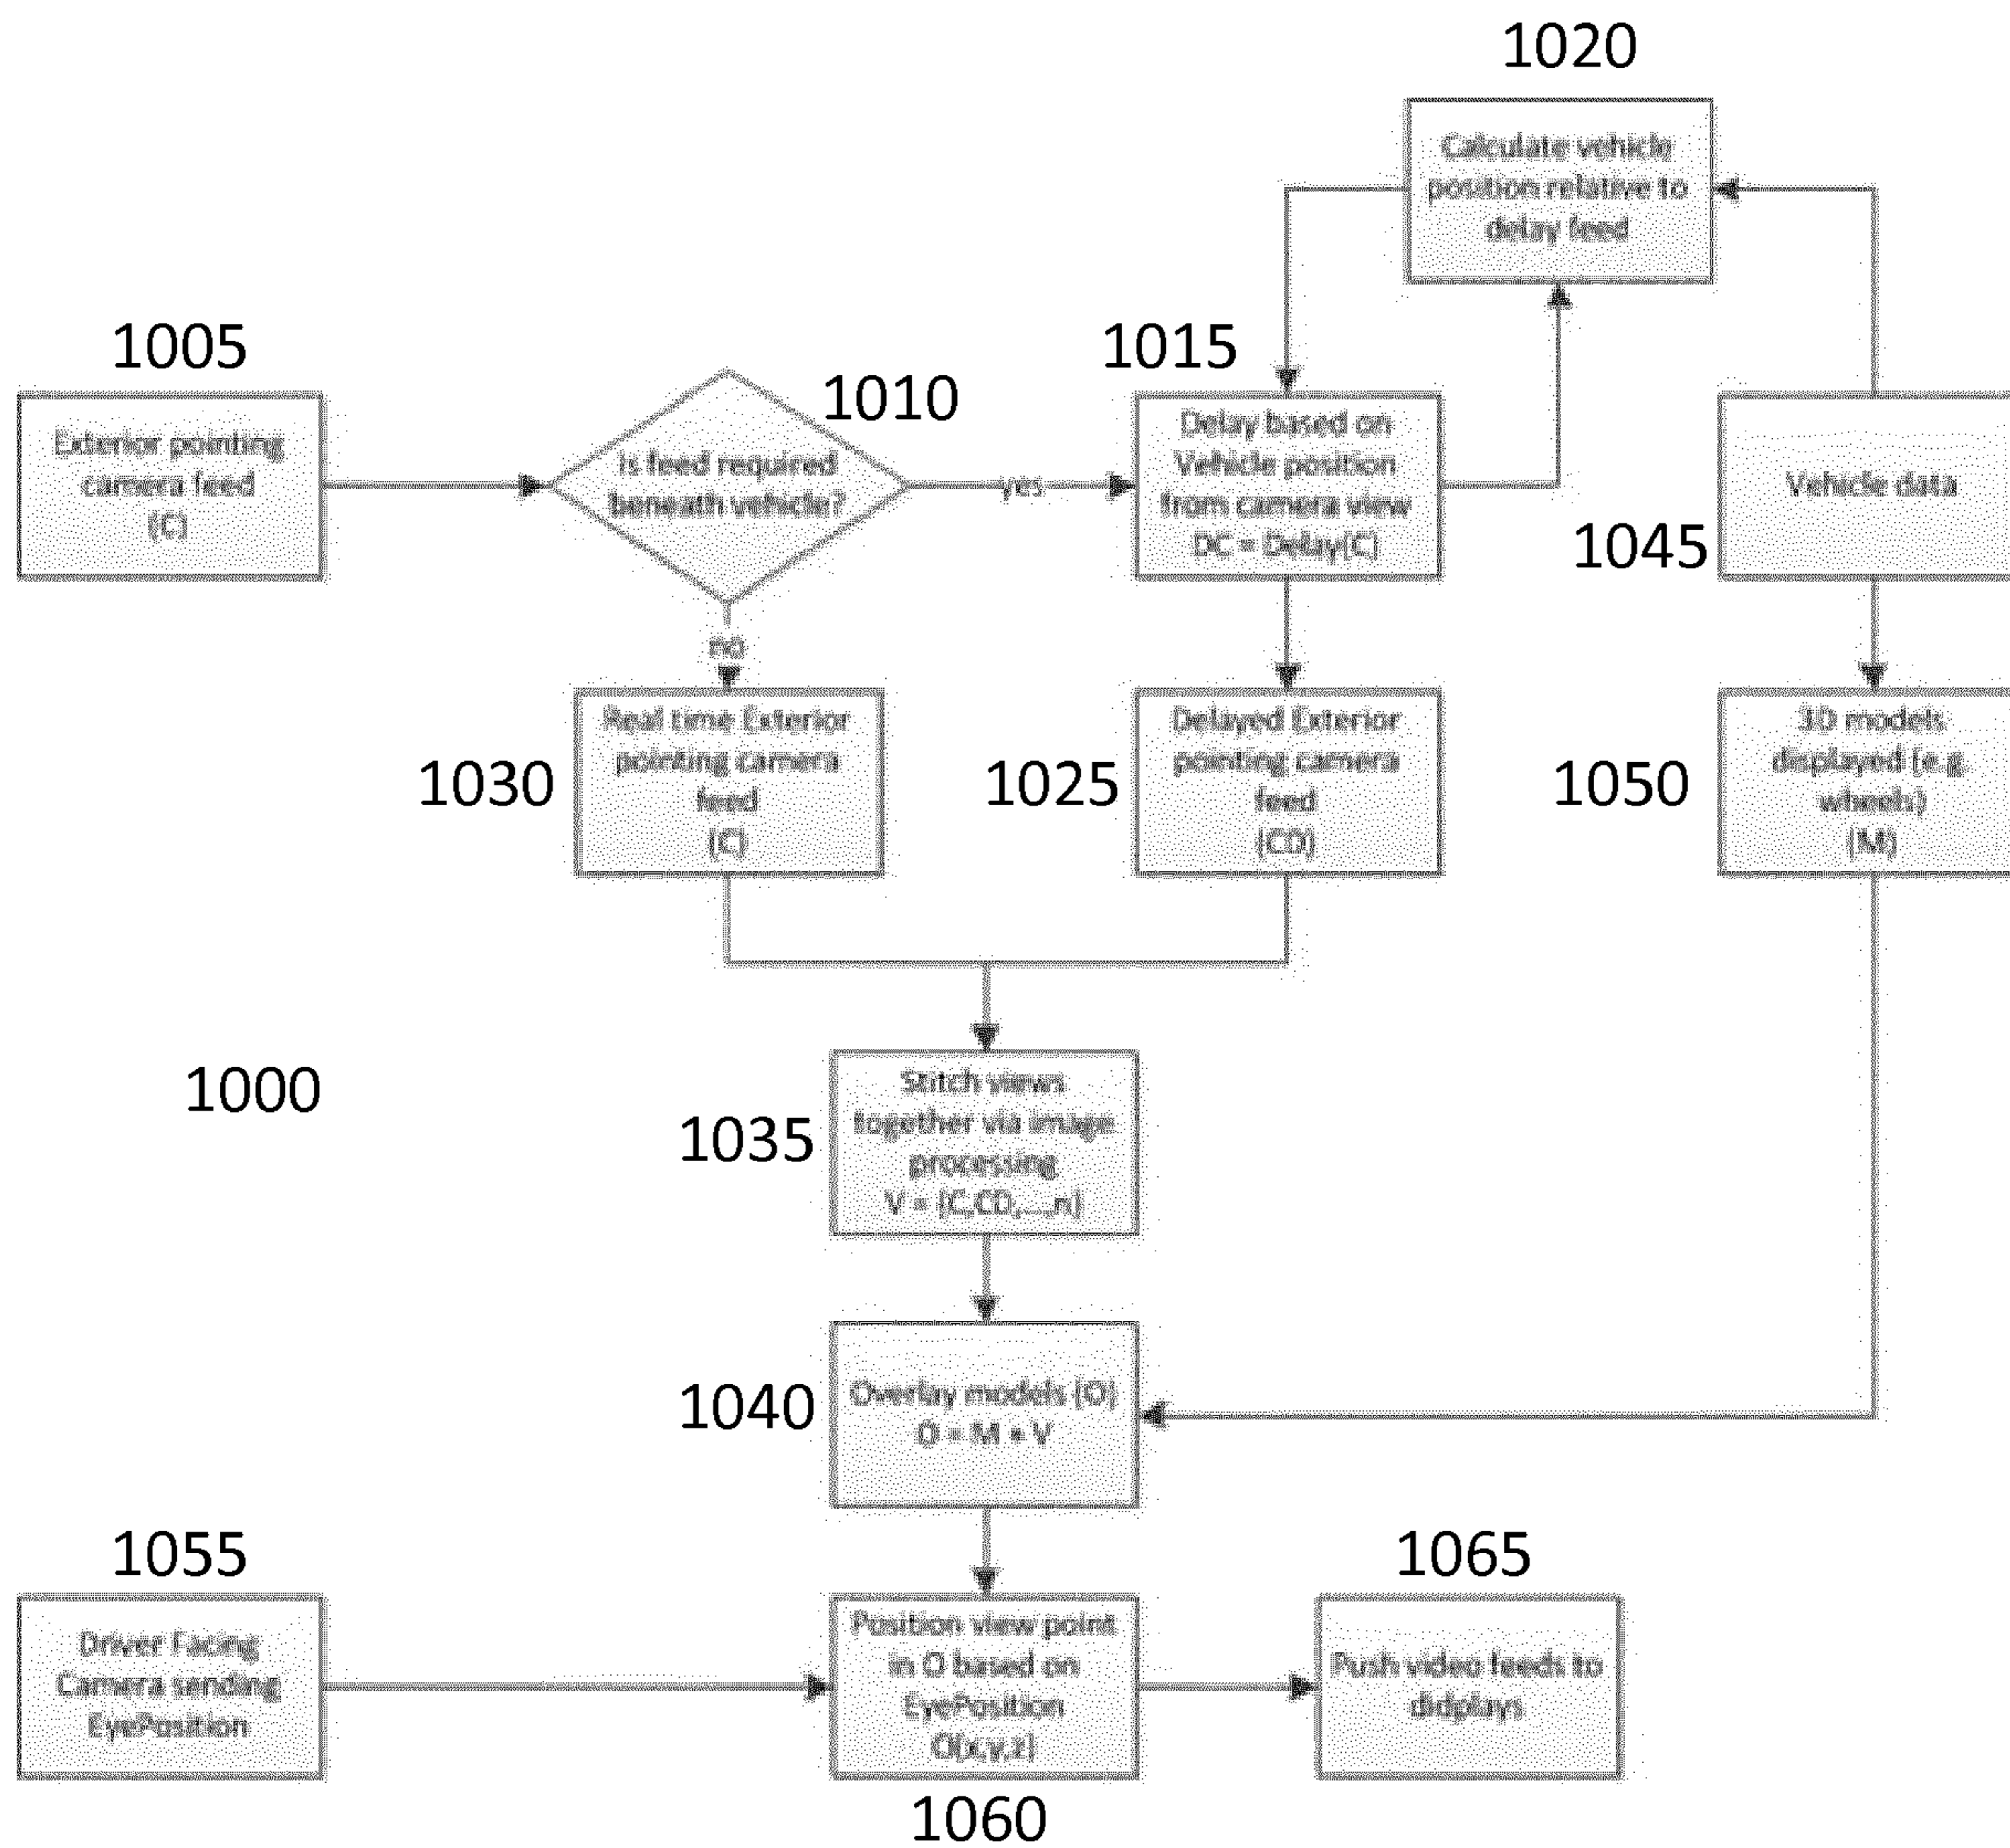 1020
Calculate vehicle
position relative to
delay feed
1005
Exterior pointing
camera feed
(C)
1010
Is feed required
beneath vehicle?
yes
no
1015
Delay based on
Vehicle position
from camera view
DC = Delay(C)
1045
Vehicle data
1030
Real time Exterior
pointing camera
feed
(C)
1025
Delayed Exterior
pointing camera
feed
(CD)
1050
3D models
displayed (e.g.
wheels)
(M)
1000
1035
Stitch views
together via image
processing
V = (C,CD,...,n)
1040
Overlay models (O)
O = M + V
1055
Driver Facing
Camera sending
EyePosition
Position view point
in O based on
EyePosition
O(x,y,z)
1060
1065
Push video feeds to
didplays